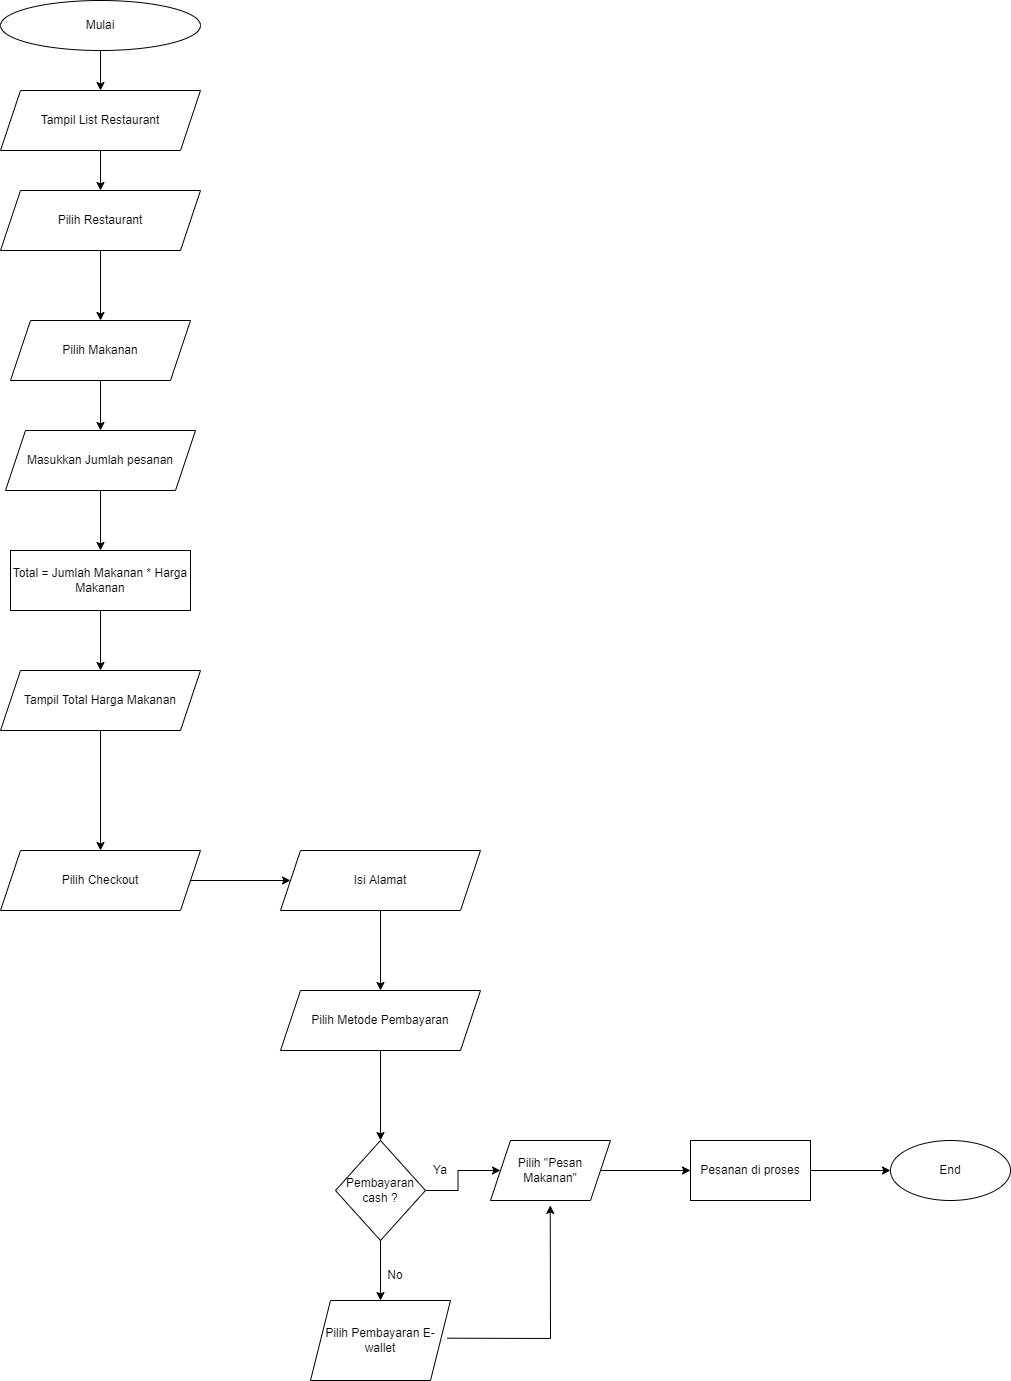 Mulai
Tampil List Restaurant
Pilih Restaurant
Pilih Makanan
Masukkan Jumlah pesanan
Total = Jumlah Makanan * Harga
Makanan
Tampil Total Harga Makanan
Pilih Checkout
Isi Alamat
Pilih Metode Pembayaran
Pembayaran
cash ?
Ya
Pilih "Pesan
Makanan"
Pesanan di proses
End
No
Pilih Pembayaran E-
wallet